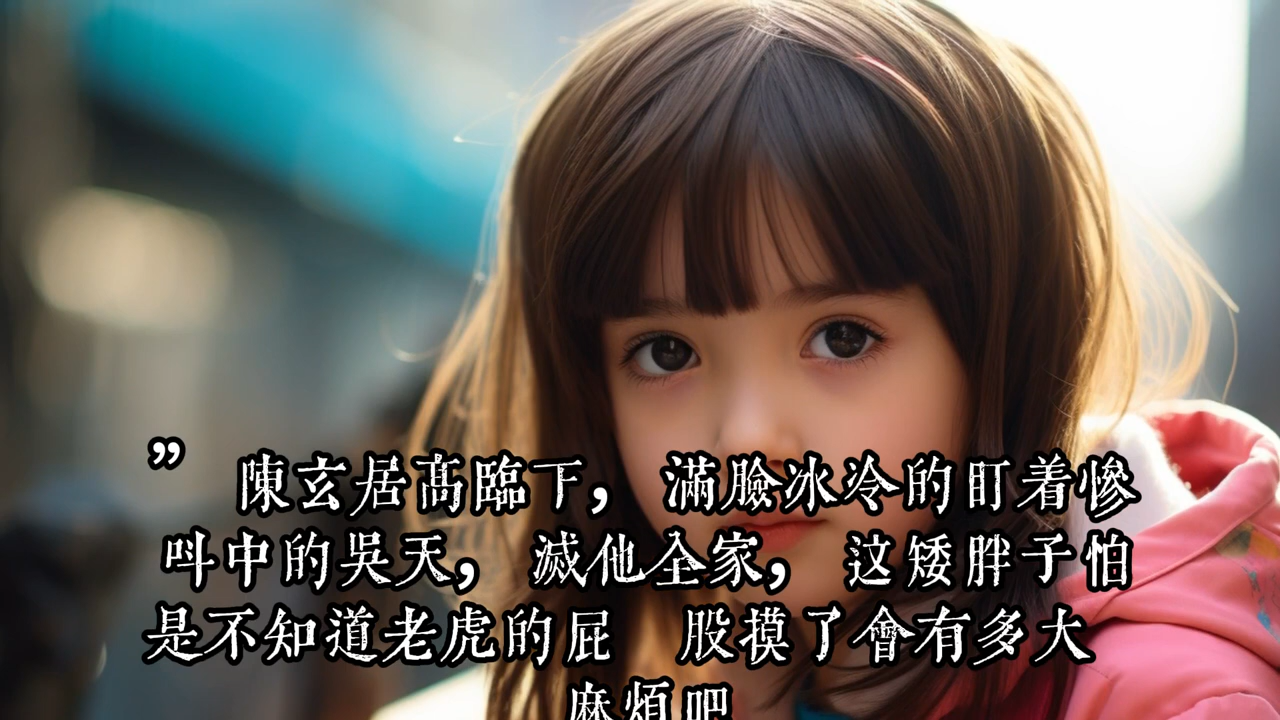 ” 陳玄居高臨下, 滿臉冰冷的盯着慘
叫中的吳天, 滅他全家, 这矮胖子怕
是不知道老虎的屁 股摸了會有多大
麻煩吧